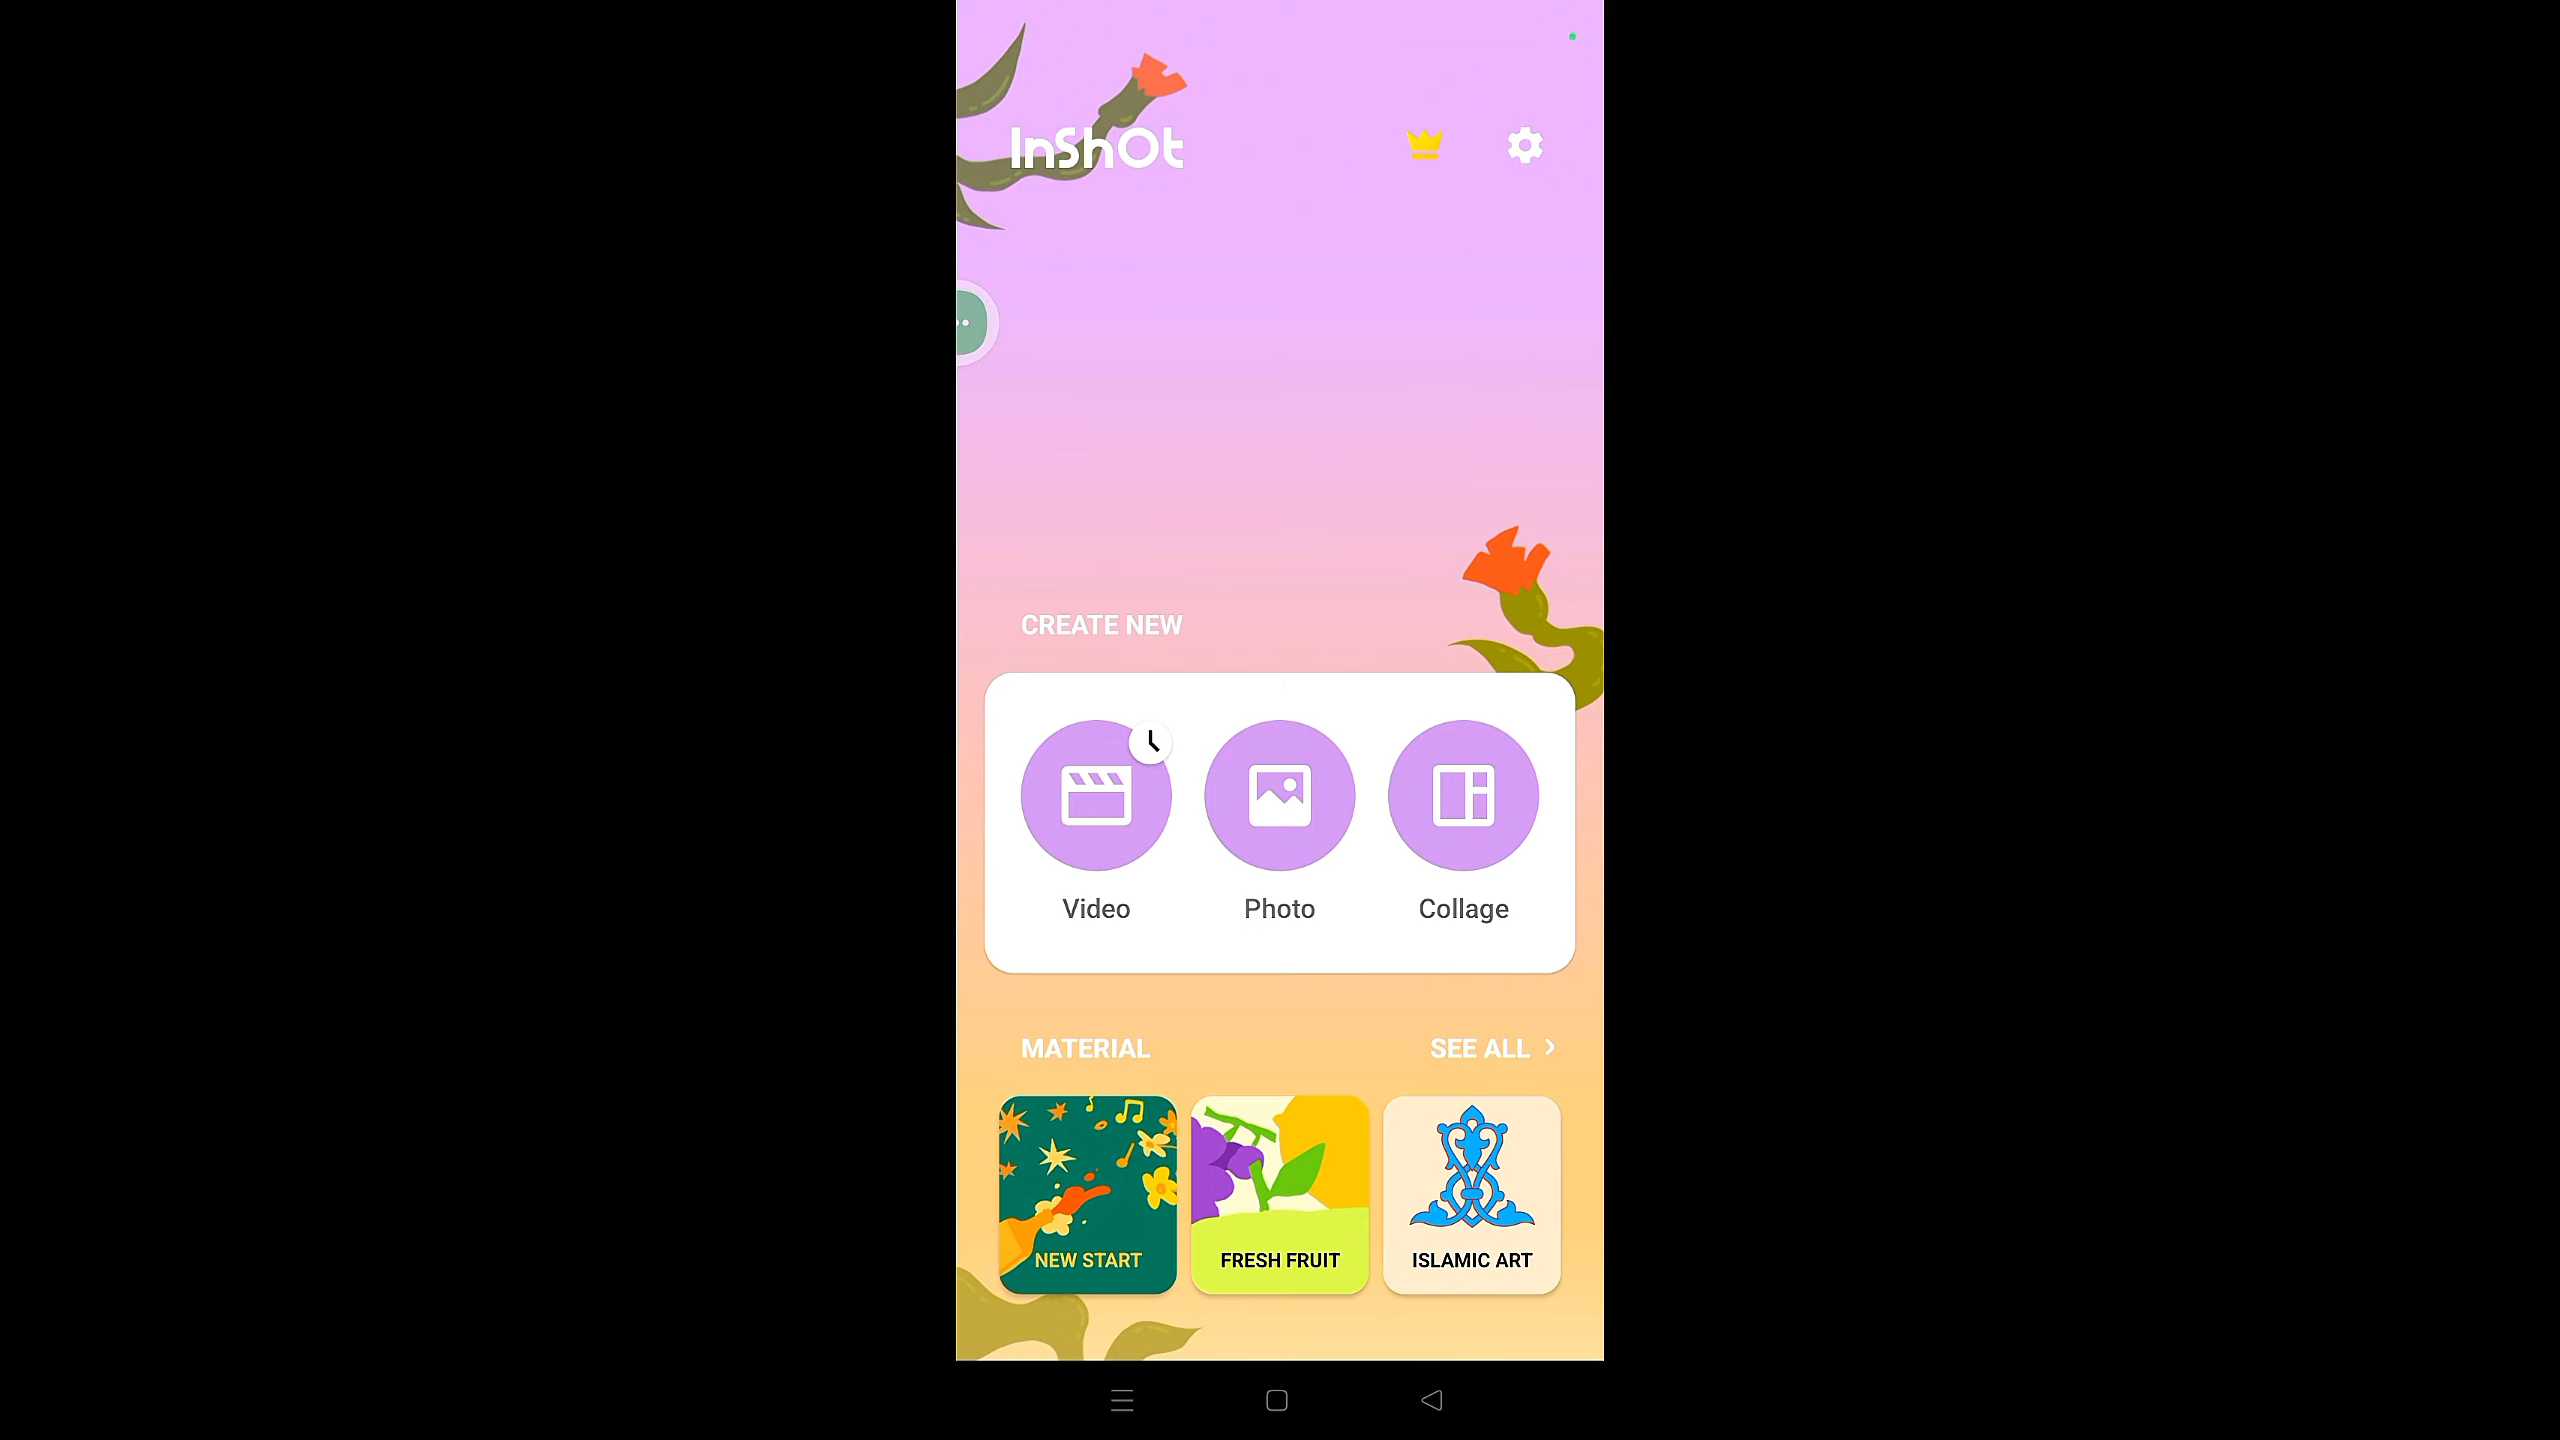 InShOt
CREATE NEW
Video
Photo
Collage
MATERIAL
SEE ALL
NEW START
FRESH FRUIT
ISLAMIC ART